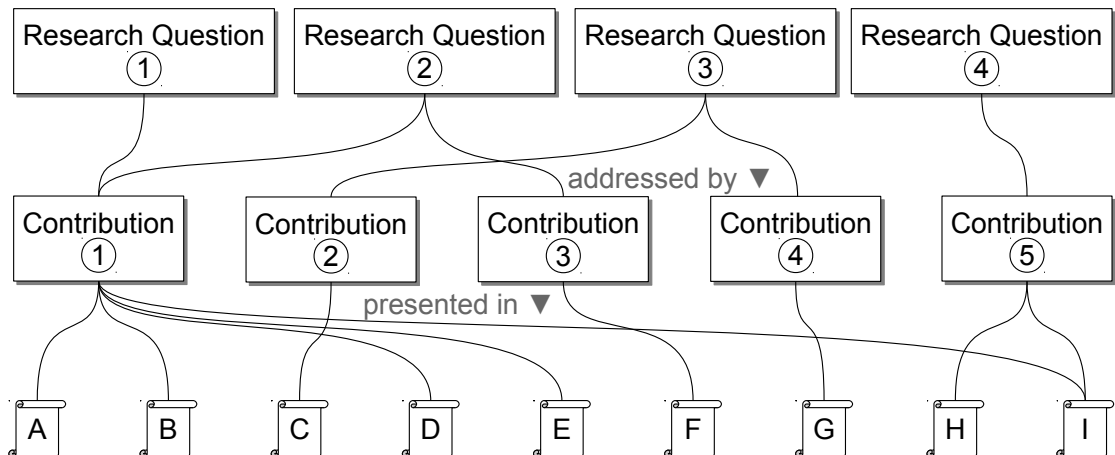 Research Question
1
Research Question
2
Research Question
3
Research Question
4
addressed by ▼
Contribution
1
Contribution
2
Contribution
3
Contribution
4
Contribution
5
presented in ▼
A
B
C
D
E
F
G
H
I